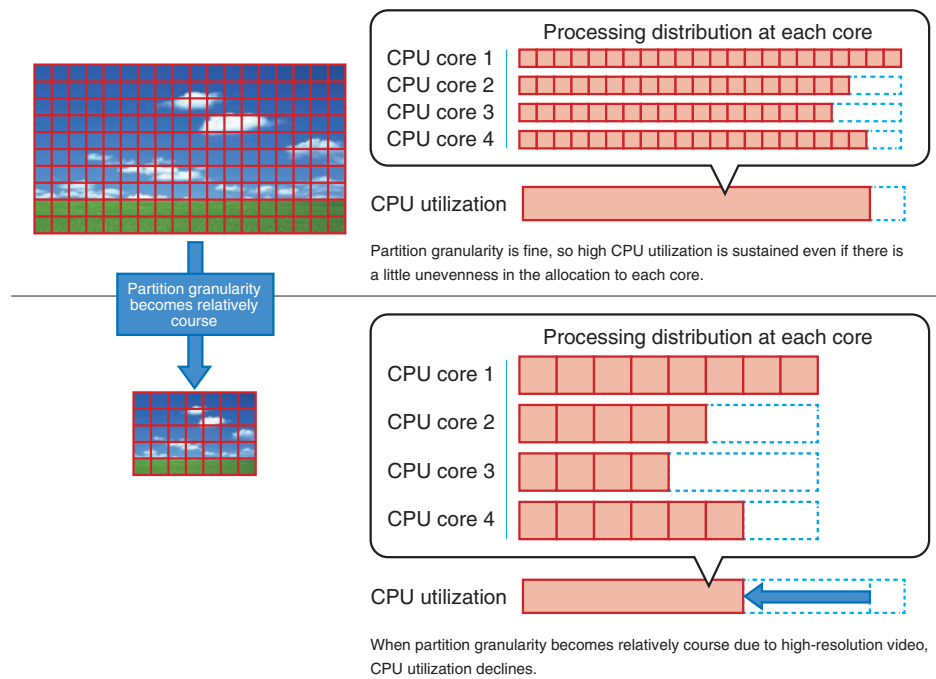 Processing distribution at each core
CPU core 1
CPU core 2
CPU core 3
CPU core 4
CPU utilization
Partition granularity is fine, so high CPU utilization is sustained even if there is
a little unevenness in the allocation to each core.
Partition granularity
becomes relatively
course
Processing distribution at each core
CPU core 1
CPU core 2
CPU core 3
CPU core 4
CPU utilization
When partition granularity becomes relatively course due to high-resolution video,
CPU utilization declines.